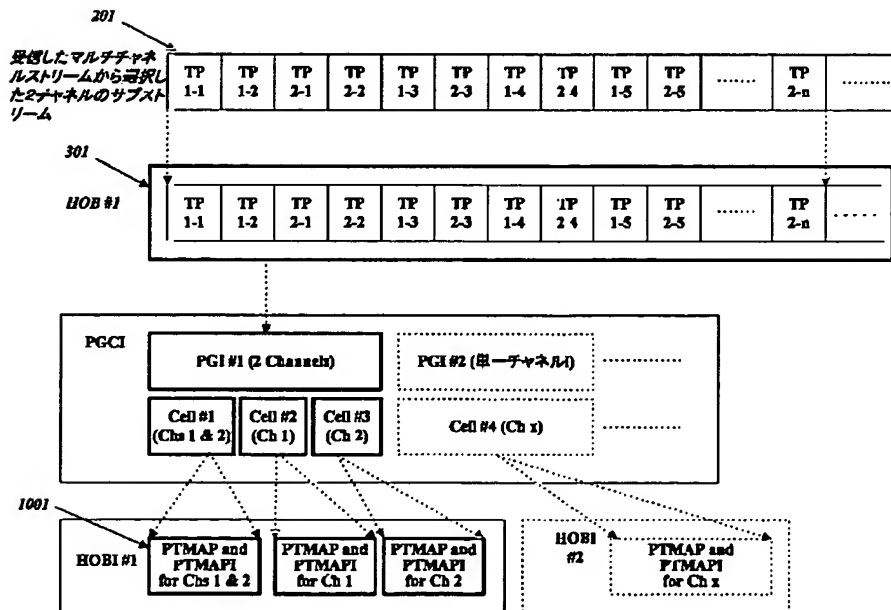 201
受信したマルチチャネ
ルストリームから選択し
た2チャネルのサブスト
リーム
TP 1-1 TP 1-2 TP 2-1 TP 2-2 TP 1-3 TP 2-3 TP 1-4 TP 2 4 TP 1-5 TP 2-5 ........ TP 2-n ........
301
HOB #1
TP 1-1 TP 1-2 TP 2-1 TP 2-2 TP 1-3 TP 2-3 TP 1-4 TP 2 4 TP 1-5 TP 2-5 ........ TP 2-n ........
PGCI
PGI #1 (2 Channels)
PGI #2 (単一チャネル)
Cell #1
(Chs 1 & 2)
Cell #2
(Ch 1)
Cell #3
(Ch 2)
Cell #4 (Ch x)
1001
HOBI #1
PTMAP and
PTMAPI
for Chs 1 & 2
PTMAP and
PTMAPI
for Ch 1
PTMAP and
PTMAPI
for Ch 2
HOBI
#2
PTMAP and
PTMAPI
for Ch x